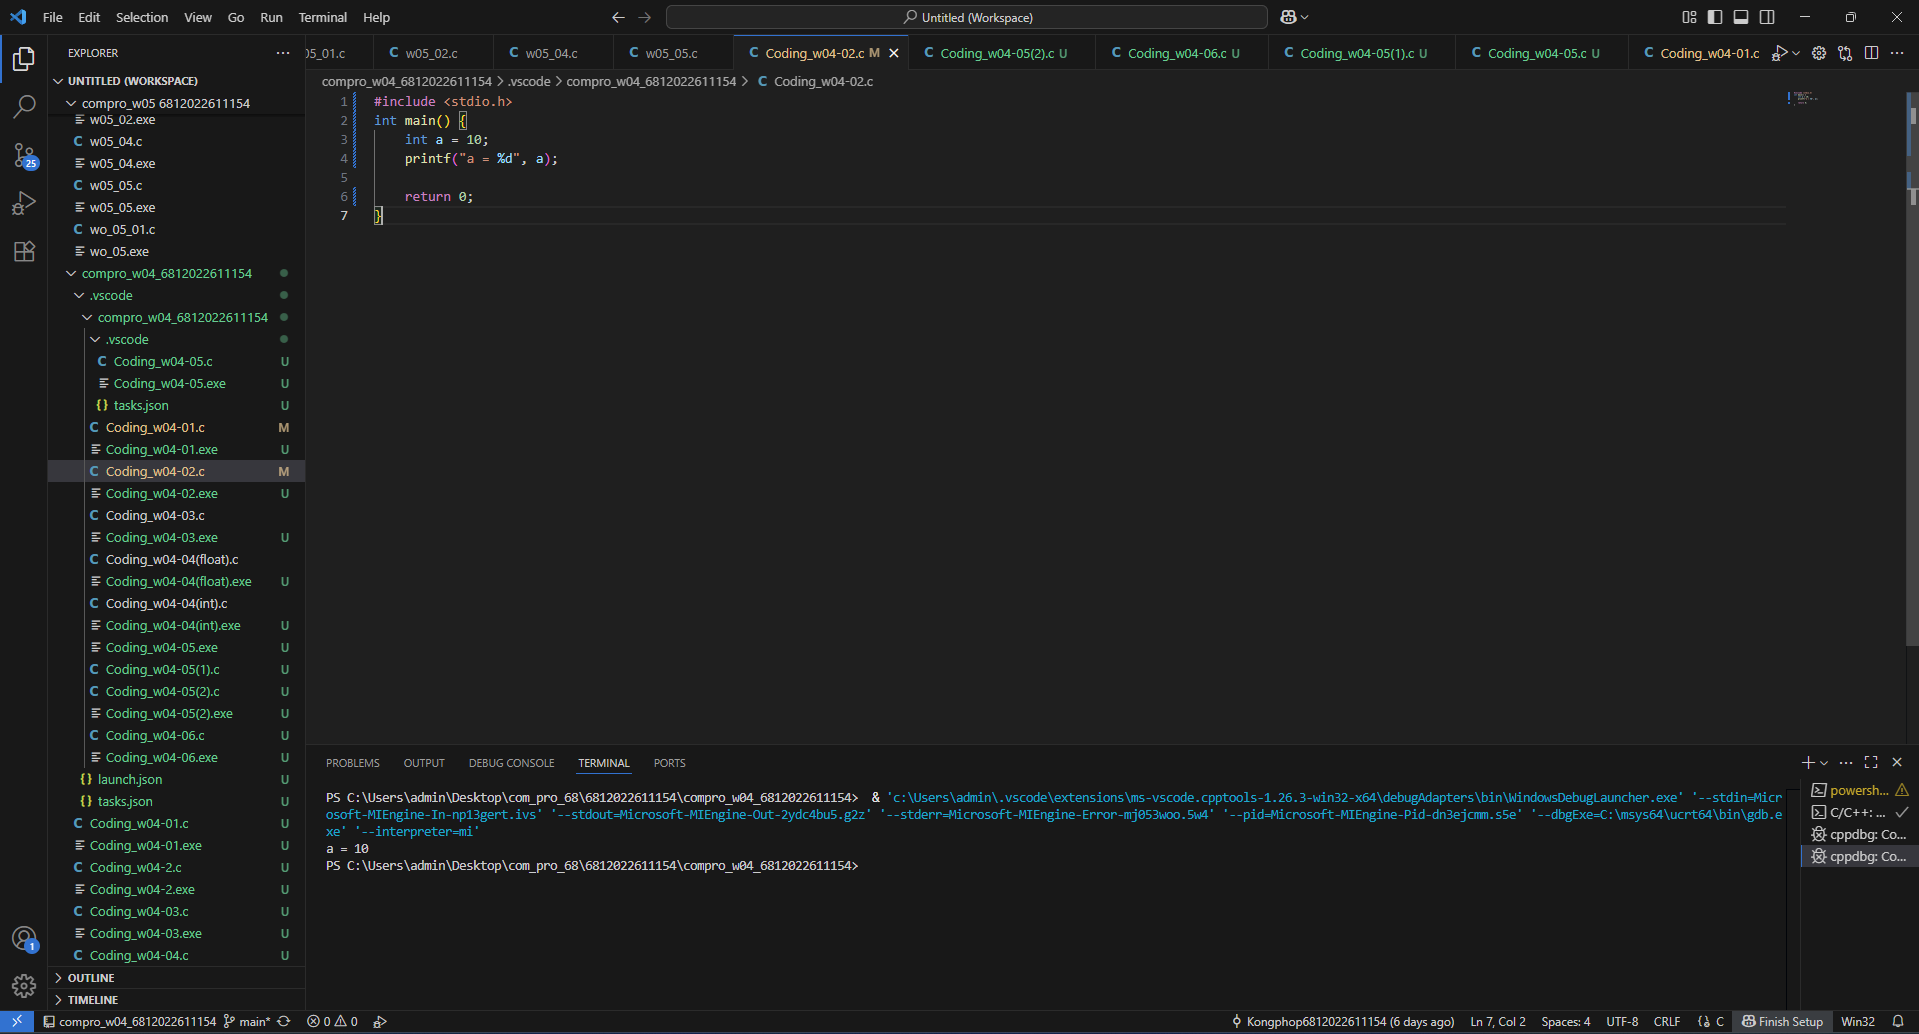 File Edit Selection View Go Run Terminal Help
Untitled (Workspace)
EXPLORER
UNTITLED (WORKSPACE)
compro_w05 6812022611154
w05_02.exe
C w05_04.c
w05_04.exe
C w05_05.c
w05_05.exe
C wo_05_01.c
wo_05.exe
compro_w04_6812022611154
.vscode
compro_w04_6812022611154
.vscode
C Coding_w04-05.c U
Coding_w04-05.exe U
{} tasks.json U
C Coding_w04-01.c M
Coding_w04-01.exe U
C Coding_w04-02.c M
Coding_w04-02.exe U
C Coding_w04-03.c
Coding_w04-03.exe U
C Coding_w04-04(float).c
Coding_w04-04(float).exe U
C Coding_w04-04(int).c
Coding_w04-04(int).exe U
Coding_w04-05.exe U
C Coding_w04-05(1).c U
C Coding_w04-05(2).c U
Coding_w04-05(2).exe U
C Coding_w04-06.c U
Coding_w04-06.exe U
{} launch.json U
{} tasks.json U
C Coding_w04-01.c U
Coding_w04-01.exe U
C Coding_w04-2.c U
Coding_w04-2.exe U
C Coding_w04-03.c U
Coding_w04-03.exe U
C Coding_w04-04.c U
OUTLINE
TIMELINE
25
1
05_01.c C w05_02.c C w05_04.c C w05_05.c C Coding_w04-02.c M C Coding_w04-05(2).c U C Coding_w04-06.c U C Coding_w04-05(1).c U C Coding_w04-05.c U C Coding_w04-01.c
compro_w04_6812022611154 > .vscode > compro_w04_6812022611154 > C Coding_w04-02.c
1 #include <stdio.h>
2 int main() {
3 int a = 10;
4 printf("a = %d", a);
5
6 return 0;
7 }
PROBLEMS OUTPUT DEBUG CONSOLE TERMINAL PORTS
PS C:\Users\admin\Desktop\com_pro_68\6812022611154\compro_w04_6812022611154> & 'c:\Users\admin\.vscode\extensions\ms-vscode.cpptools-1.26.3-win32-x64\debugAdapters\bin\WindowsDebugLauncher.exe' '--stdin=Micr
osoft-MIEngine-In-np13gert.ivs' '--stdout=Microsoft-MIEngine-Out-2ydc4bu5.g2z' '--stderr=Microsoft-MIEngine-Error-mj053woo.5w4' '--pid=Microsoft-MIEngine-Pid-dn3ejcmm.s5e' '--dbgExe=C:\msys64\ucrt64\bin\gdb.e
xe' '--interpreter=mi'
a = 10
PS C:\Users\admin\Desktop\com_pro_68\6812022611154\compro_w04_6812022611154>
powersh...
C/C++: ...
cppdbg: Co...
cppdbg: Co...
compro_w04_6812022611154 main* 0 0 Kongphop6812022611154 (6 days ago) Ln 7, Col 2 Spaces: 4 UTF-8 CRLF {} C Finish Setup Win32